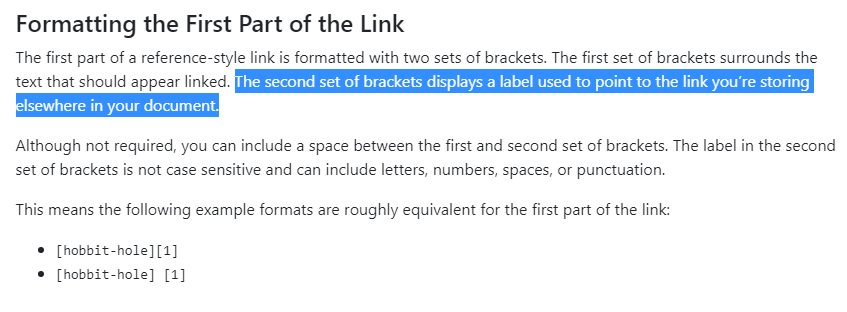 Formatting the First Part of the Link
The first part of a reference-style link is formatted with two sets of brackets. The first set of brackets surrounds the
text that should appear linked. The second set of brackets displays a label used to point to the link you’re storing
elsewhere in your document.
Although not required, you can include a space between the first and second set of brackets. The label in the second
set of brackets is not case sensitive and can include letters, numbers, spaces, or punctuation.
This means the following example formats are roughly equivalent for the first part of the link:
• [hobbit-hole][1]
• [hobbit-hole] [1]